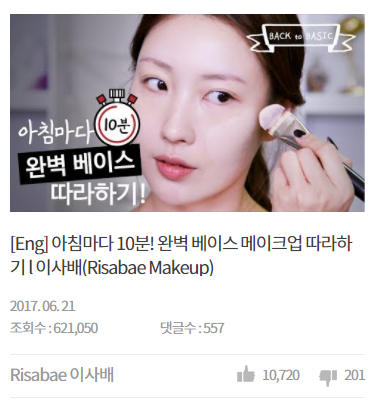 BACK to BASIC
아침마다 10분
완벽 베이스
따라하기!
[Eng] 아침마다 10분! 완벽 베이스 메이크업 따라하
기 l 이사배(Risabae Makeup)
2017. 06. 21
조회수 : 621,050 댓글수 : 557
Risabae 이사배 10,720 201